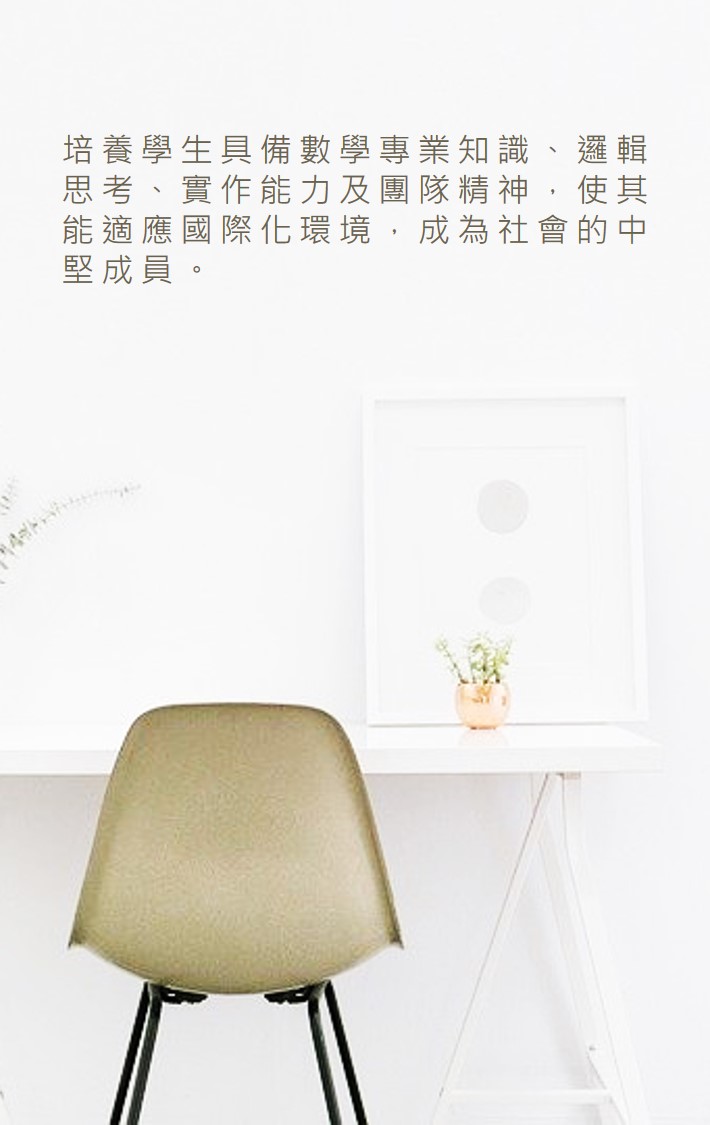 培養學生具備數學專業知識、邏輯
思考、實作能力及團隊精神，使其
能適應國際化環境，成為社會的中
堅成員。